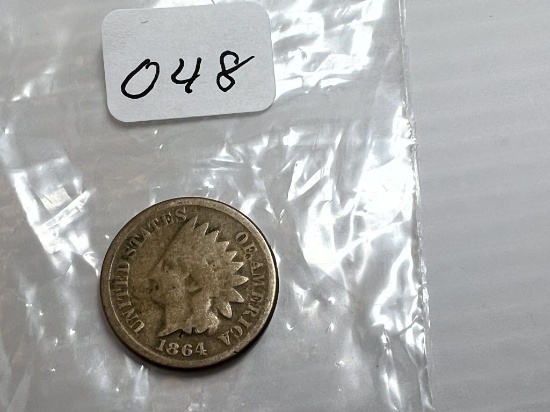 048
UNITED STATES OF AMERICA
1864